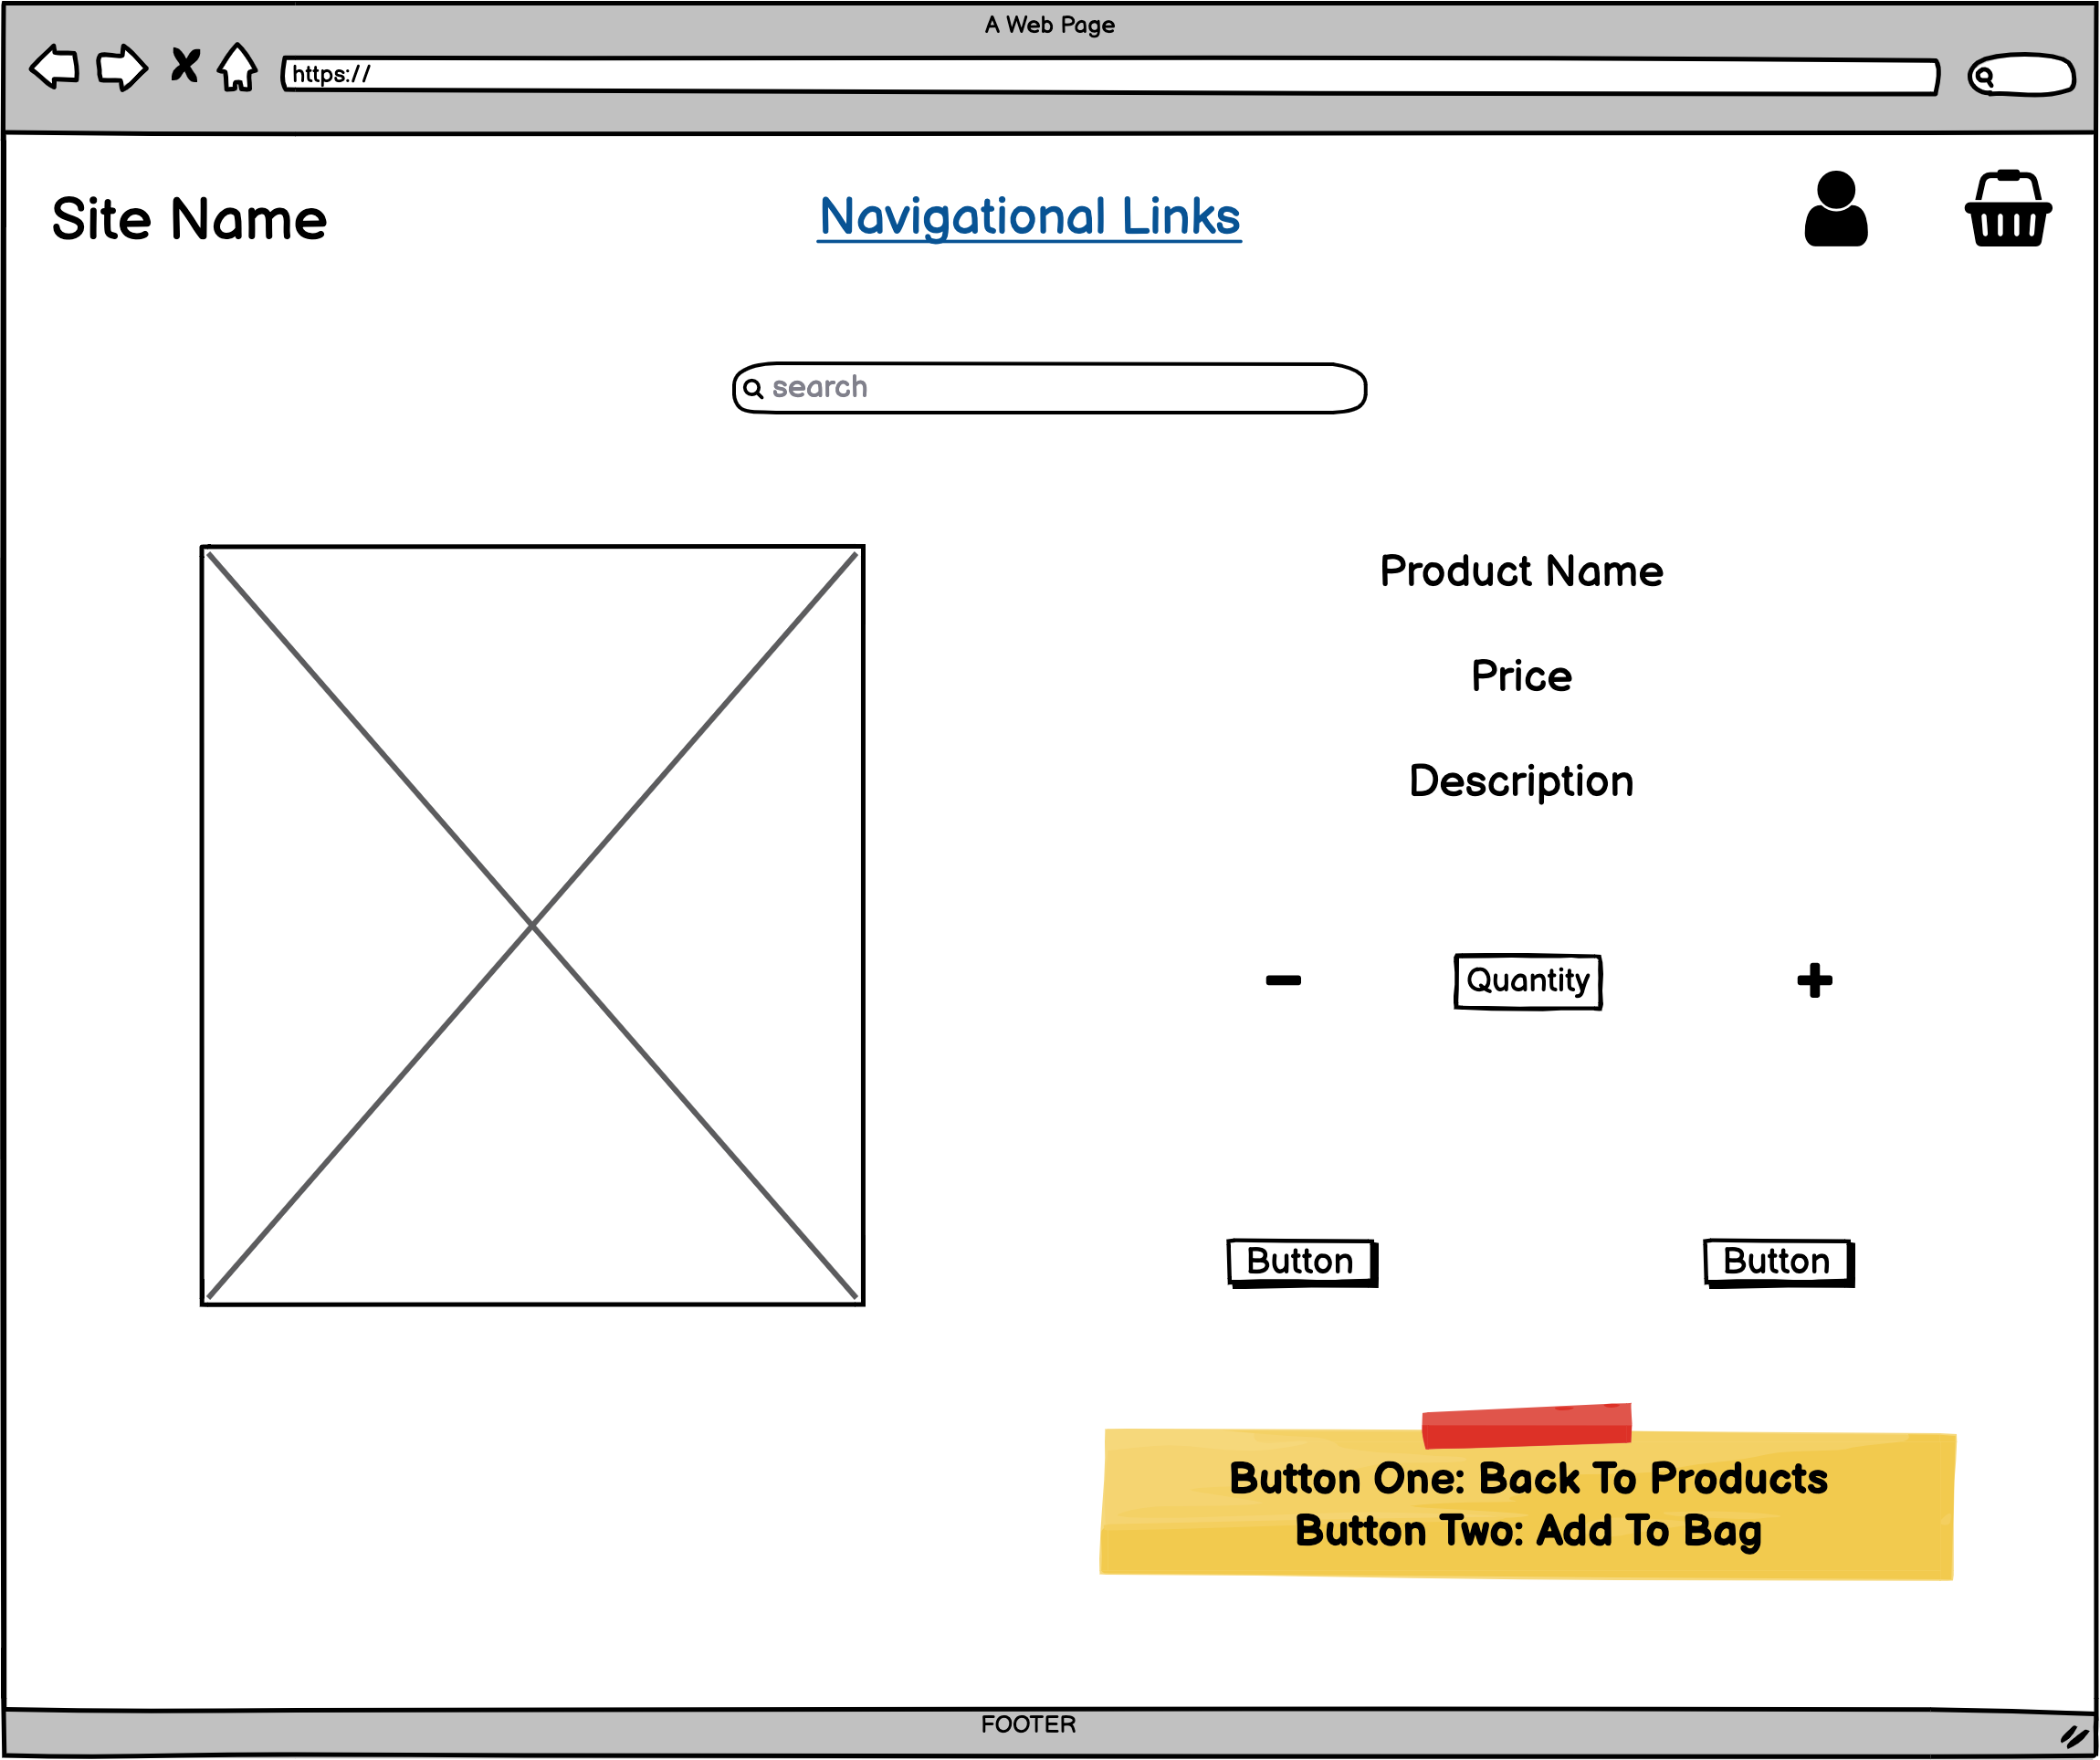 A Web Page
https://
Site Name
Navigational Links
search
Product Name
Price
Description
Quantity
Button
Button
Button One: Back To Products
Button Two: Add To Bag
FOOTER